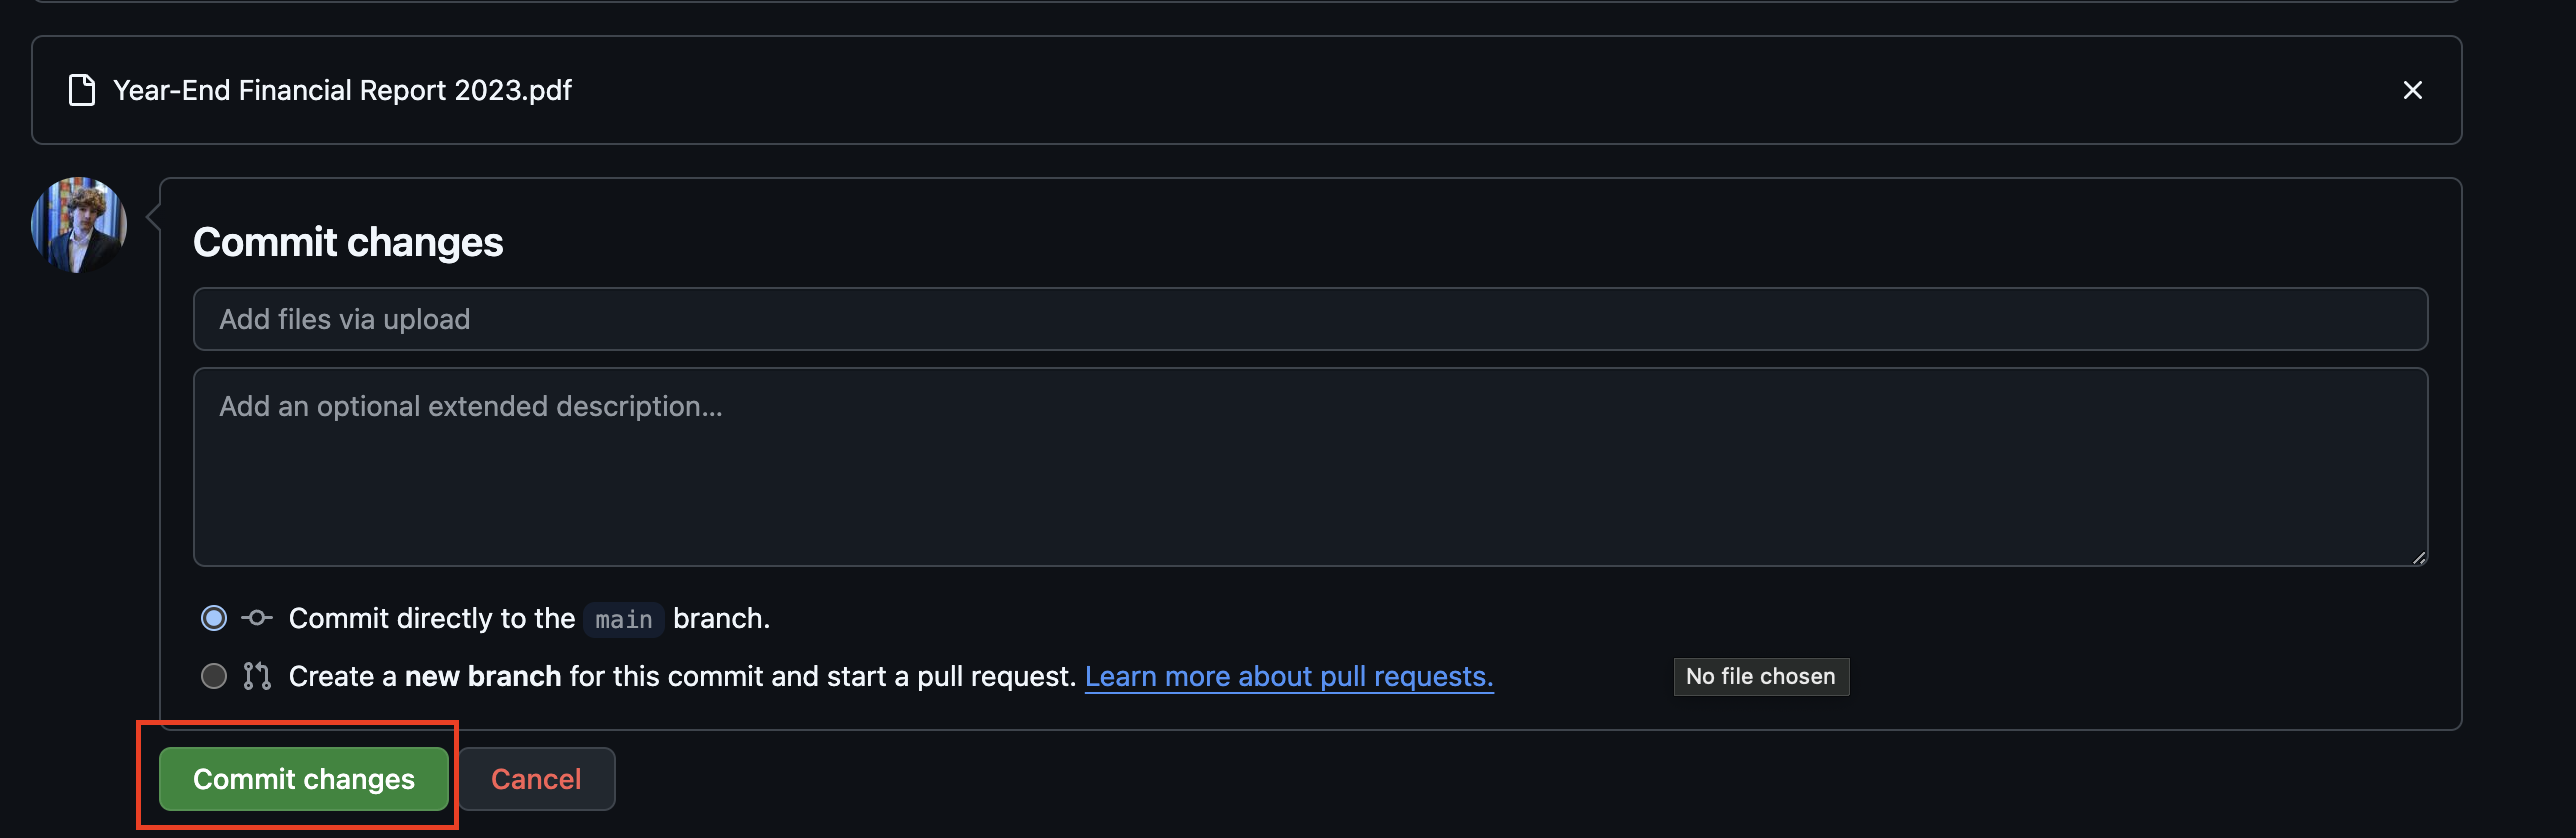 Year-End Financial Report 2023.pdf
Commit changes
Add files via upload
Add an optional extended description...
Commit directly to the main branch.
Create a new branch for this commit and start a pull request. Learn more about pull requests.
No file chosen
Commit changes
Cancel